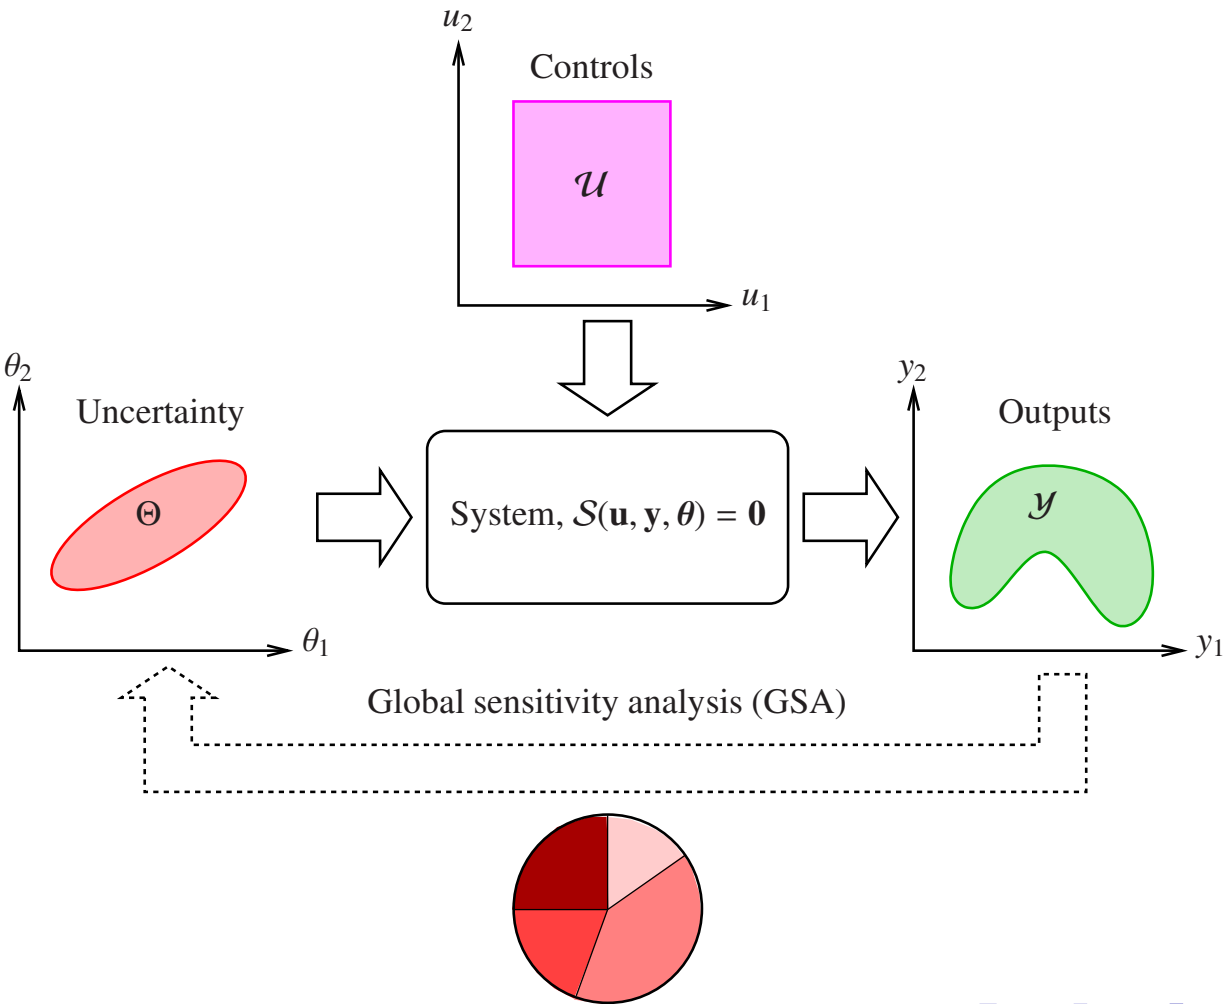 u₂
Controls
𝒰
u₁
θ₂
Uncertainty
Θ
θ₁
System, 𝒮(𝐮, 𝐲, 𝜽) = 𝟎
y₂
Outputs
𝒴
y₁
Global sensitivity analysis (GSA)